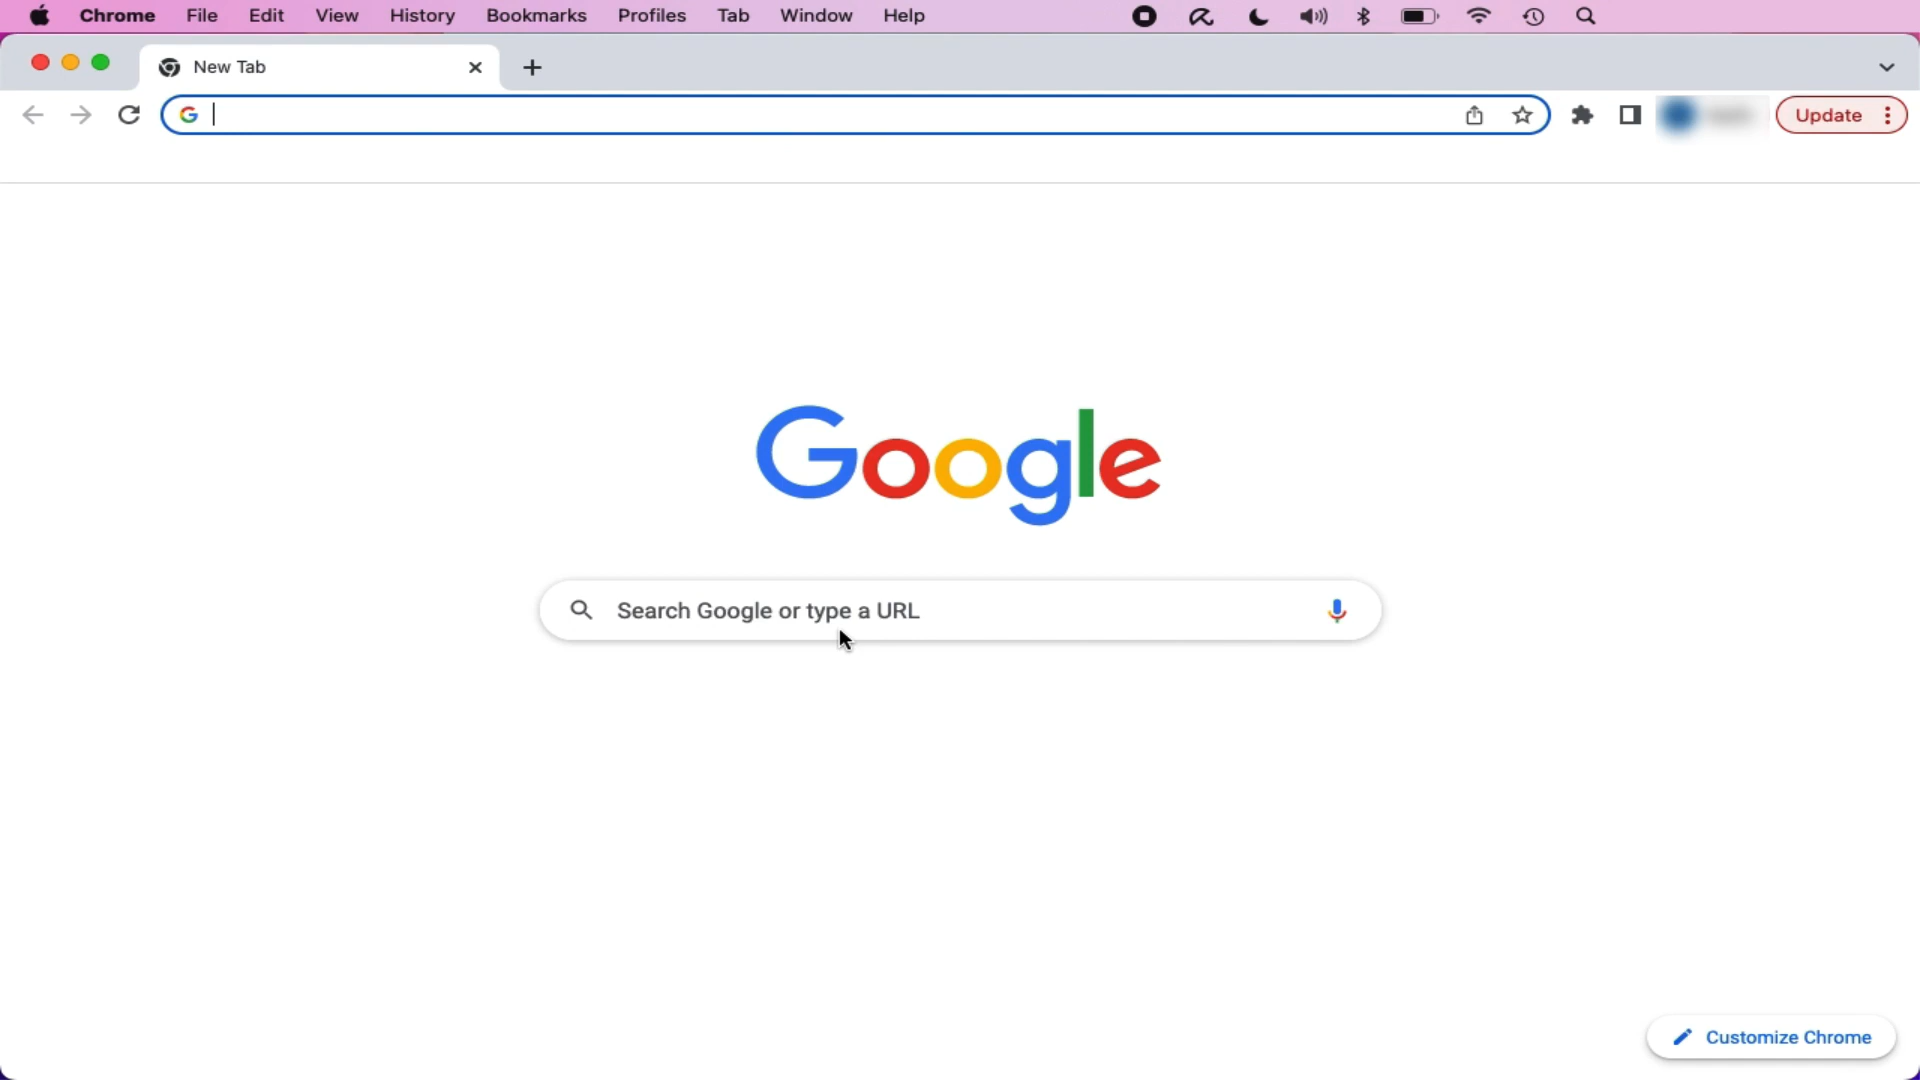 Chrome File Edit View History Bookmarks Profiles Tab Window Help
New Tab
Update
Google
Search Google or type a URL
Customize Chrome